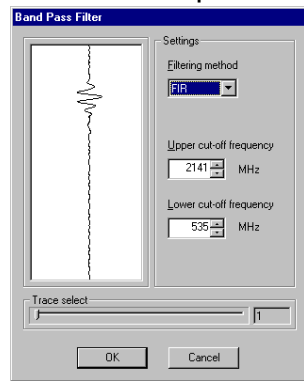 Band Pass Filter
Settings
Filtering method
FIR
Upper cut-off frequency
2141 MHz
Lower cut-off frequency
535 MHz
Trace select
1
OK Cancel